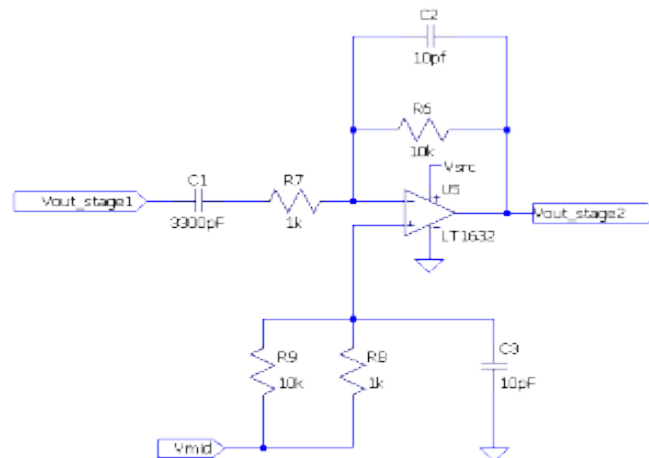 C2
10pf
R6
10k
Vsrc
C1
R7
U5
Vout_stage1
Vout_stage2
3300pF
1k
LT1632
R9
R8
C3
10k
1k
10pF
Vmid